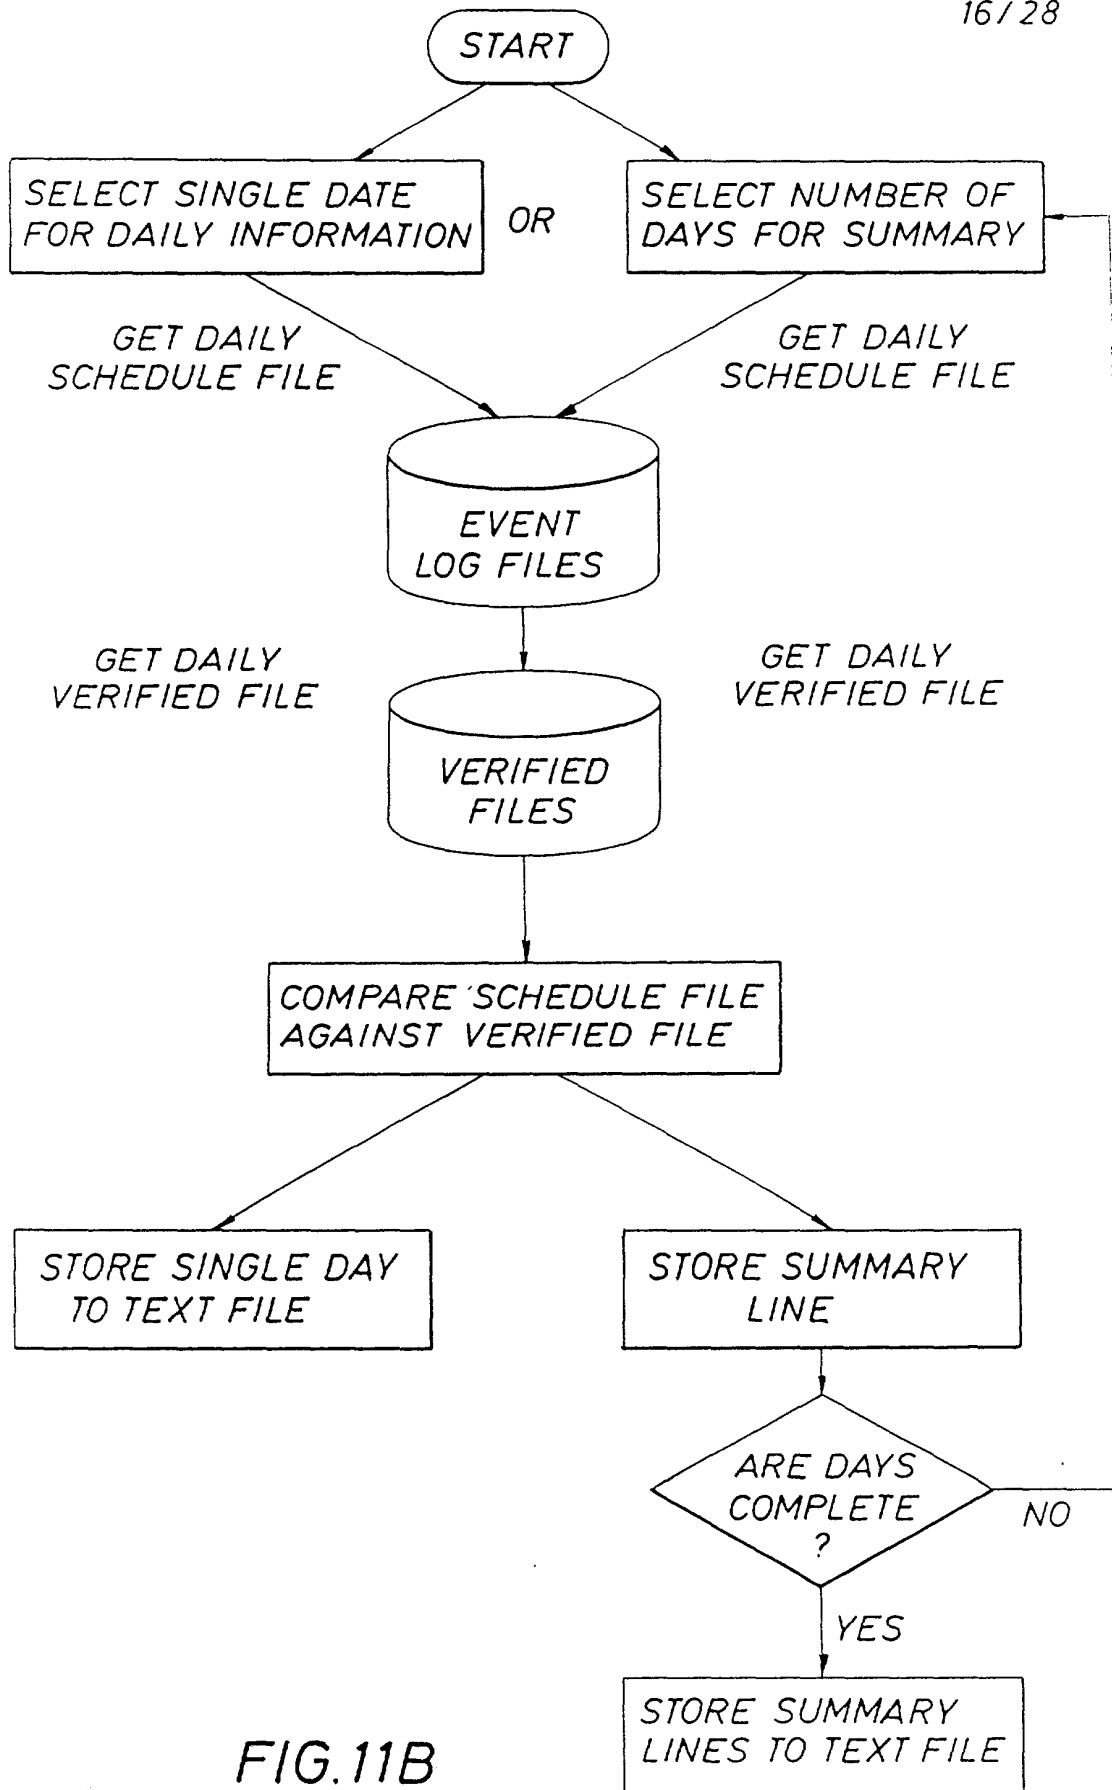 16/28
START
SELECT SINGLE DATE
FOR DAILY INFORMATION
OR
SELECT NUMBER OF
DAYS FOR SUMMARY
GET DAILY
SCHEDULE FILE
GET DAILY
SCHEDULE FILE
EVENT
LOG FILES
GET DAILY
VERIFIED FILE
GET DAILY
VERIFIED FILE
VERIFIED
FILES
COMPARE SCHEDULE FILE
AGAINST VERIFIED FILE
STORE SINGLE DAY
TO TEXT FILE
STORE SUMMARY
LINE
ARE DAYS
COMPLETE
?
NO
YES
STORE SUMMARY
LINES TO TEXT FILE
FIG.11B